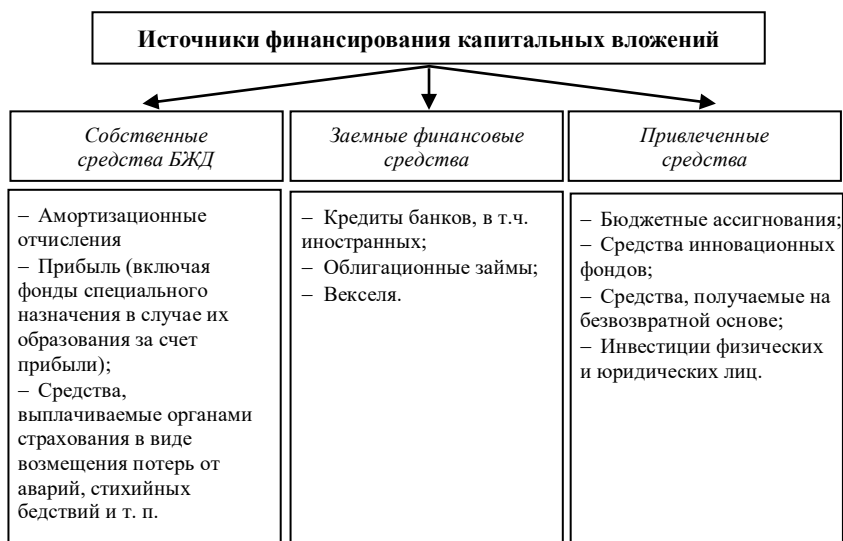 Источники финансирования капитальных вложений
Собственные
средства БЖД
Заемные финансовые
средства
Привлеченные
средства
– Амортизационные
отчисления
– Прибыль (включая
фонды специального
назначения в случае их
образования за счет
прибыли);
– Средства,
выплачиваемые органами
страхования в виде
возмещения потерь от
аварий, стихийных
бедствий и т. п.
– Кредиты банков, в т.ч.
иностранных;
– Облигационные займы;
– Векселя.
– Бюджетные ассигнования;
– Средства инновационных
фондов;
– Средства, получаемые на
безвозвратной основе;
– Инвестиции физических
и юридических лиц.